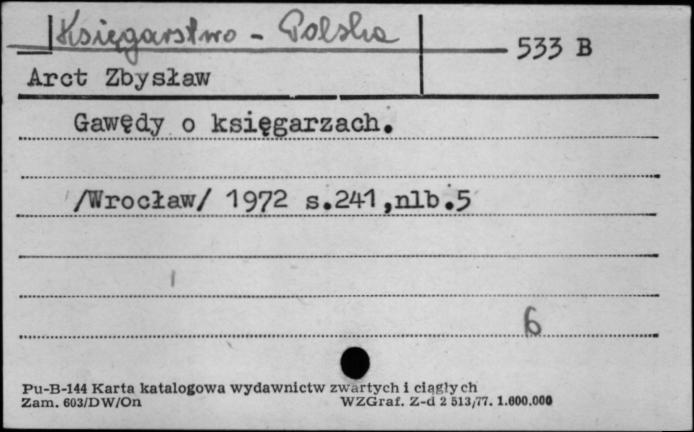 Księgarstwo - Polska
533 B
Arct Zbysław
Gawędy o księgarzach.
/Wrocław/ 1972 s.241,nlb.5
6
Pu-B-144 Karta katalogowa wydawnictw zwartych i ciągłych
Zam. 603/DW/On WZGraf. Z-d 2 513/77. 1.600.000